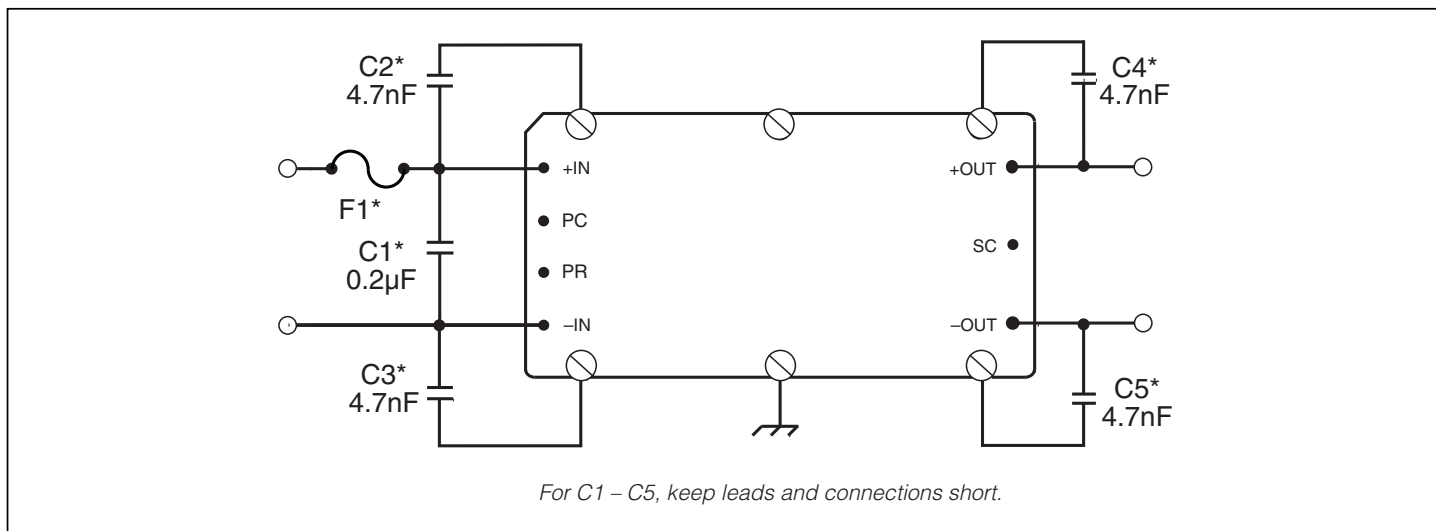 C2*
4.7nF
C4*
4.7nF
+IN
+OUT
F1*
PC
SC
C1*
0.2µF
PR
–IN
–OUT
C3*
4.7nF
C5*
4.7nF
For C1 – C5, keep leads and connections short.